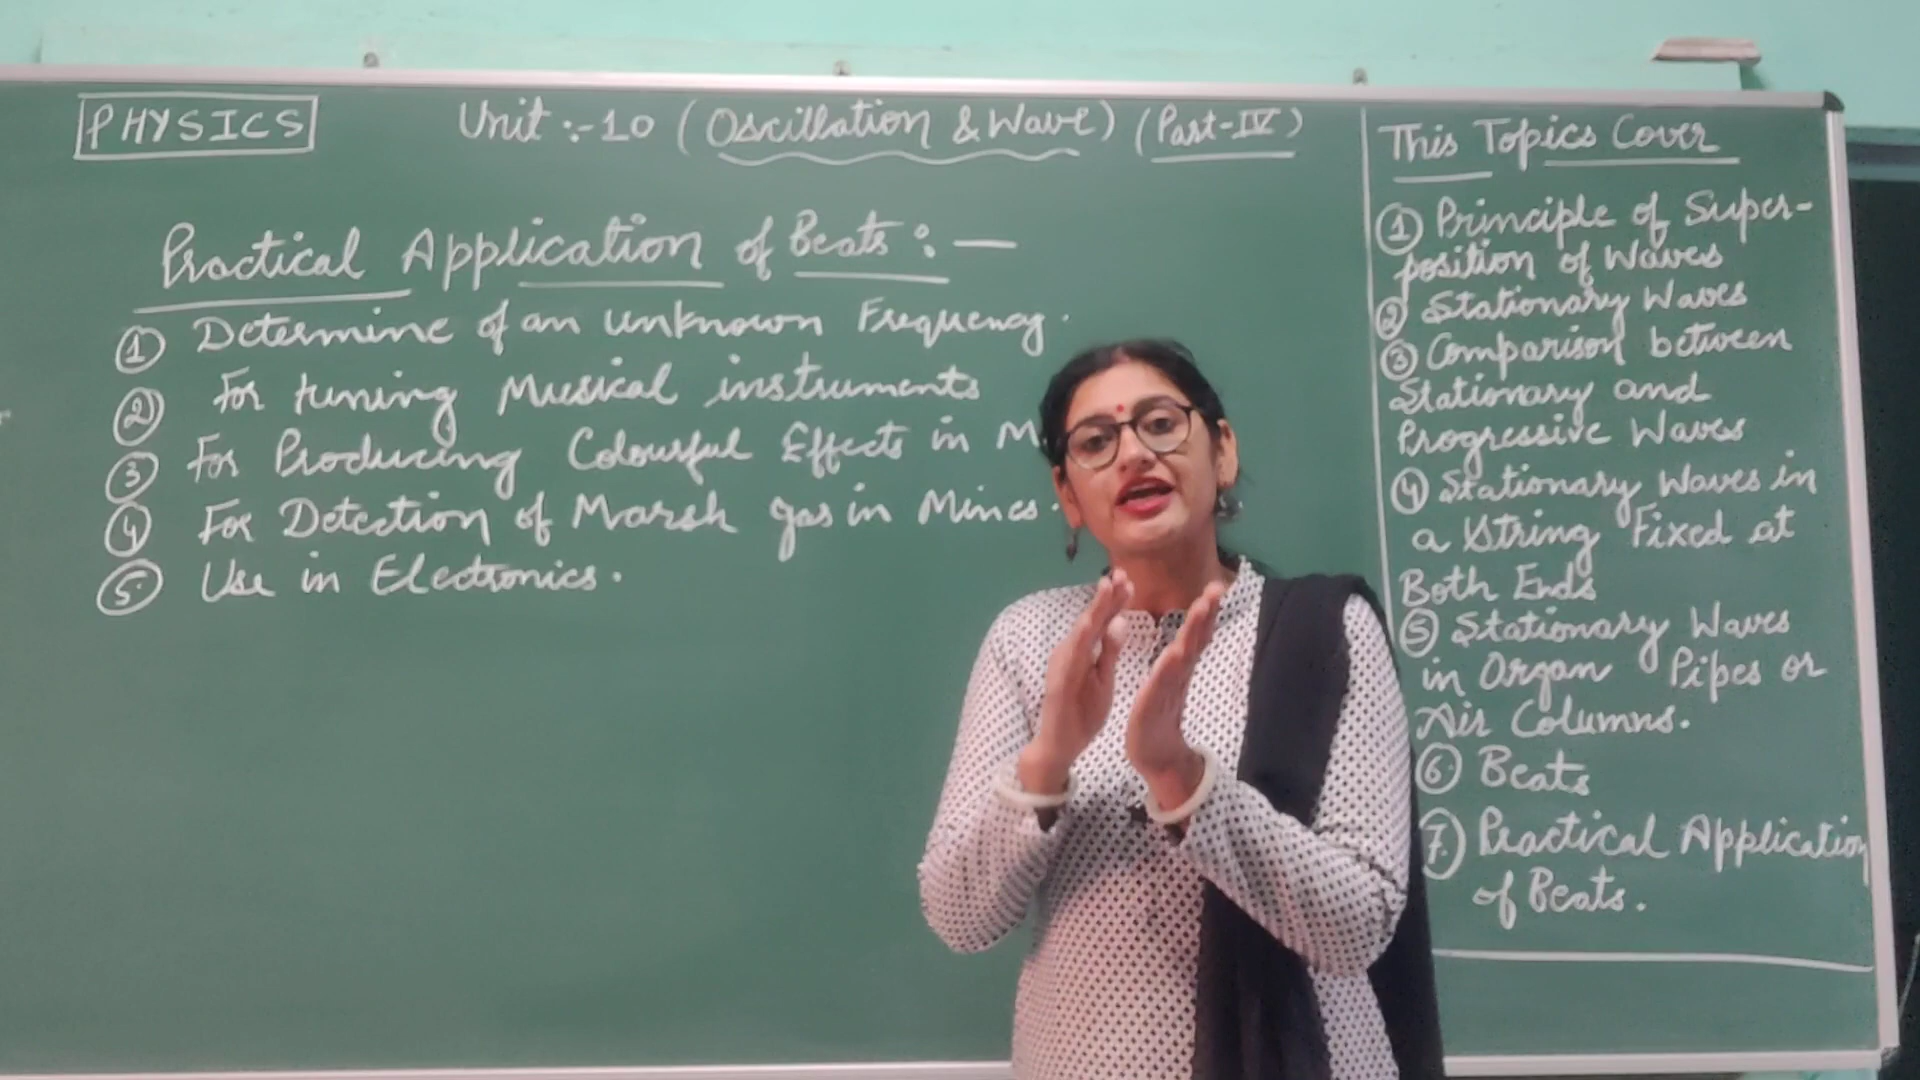 PHYSICS
Unit :- 10 (Oscillation & Wave) (Part-IV)
Practical Application of Beats :-
① Determine of an unknown Frequency.
② For tuning Musical instruments
③ For Producing Colourful Effects in M
④ For Detection of Marsh gas in Mines.
⑤ Use in Electronics.
This Topics Cover
① Principle of Super-
position of Waves
② Stationary Waves
③ Comparison between
Stationary and
Progressive Waves
④ Stationary Waves in
a String Fixed at
Both Ends
⑤ Stationary Waves
in Organ Pipes or
Air Columns.
⑥ Beats
⑦ Practical Application
of Beats.